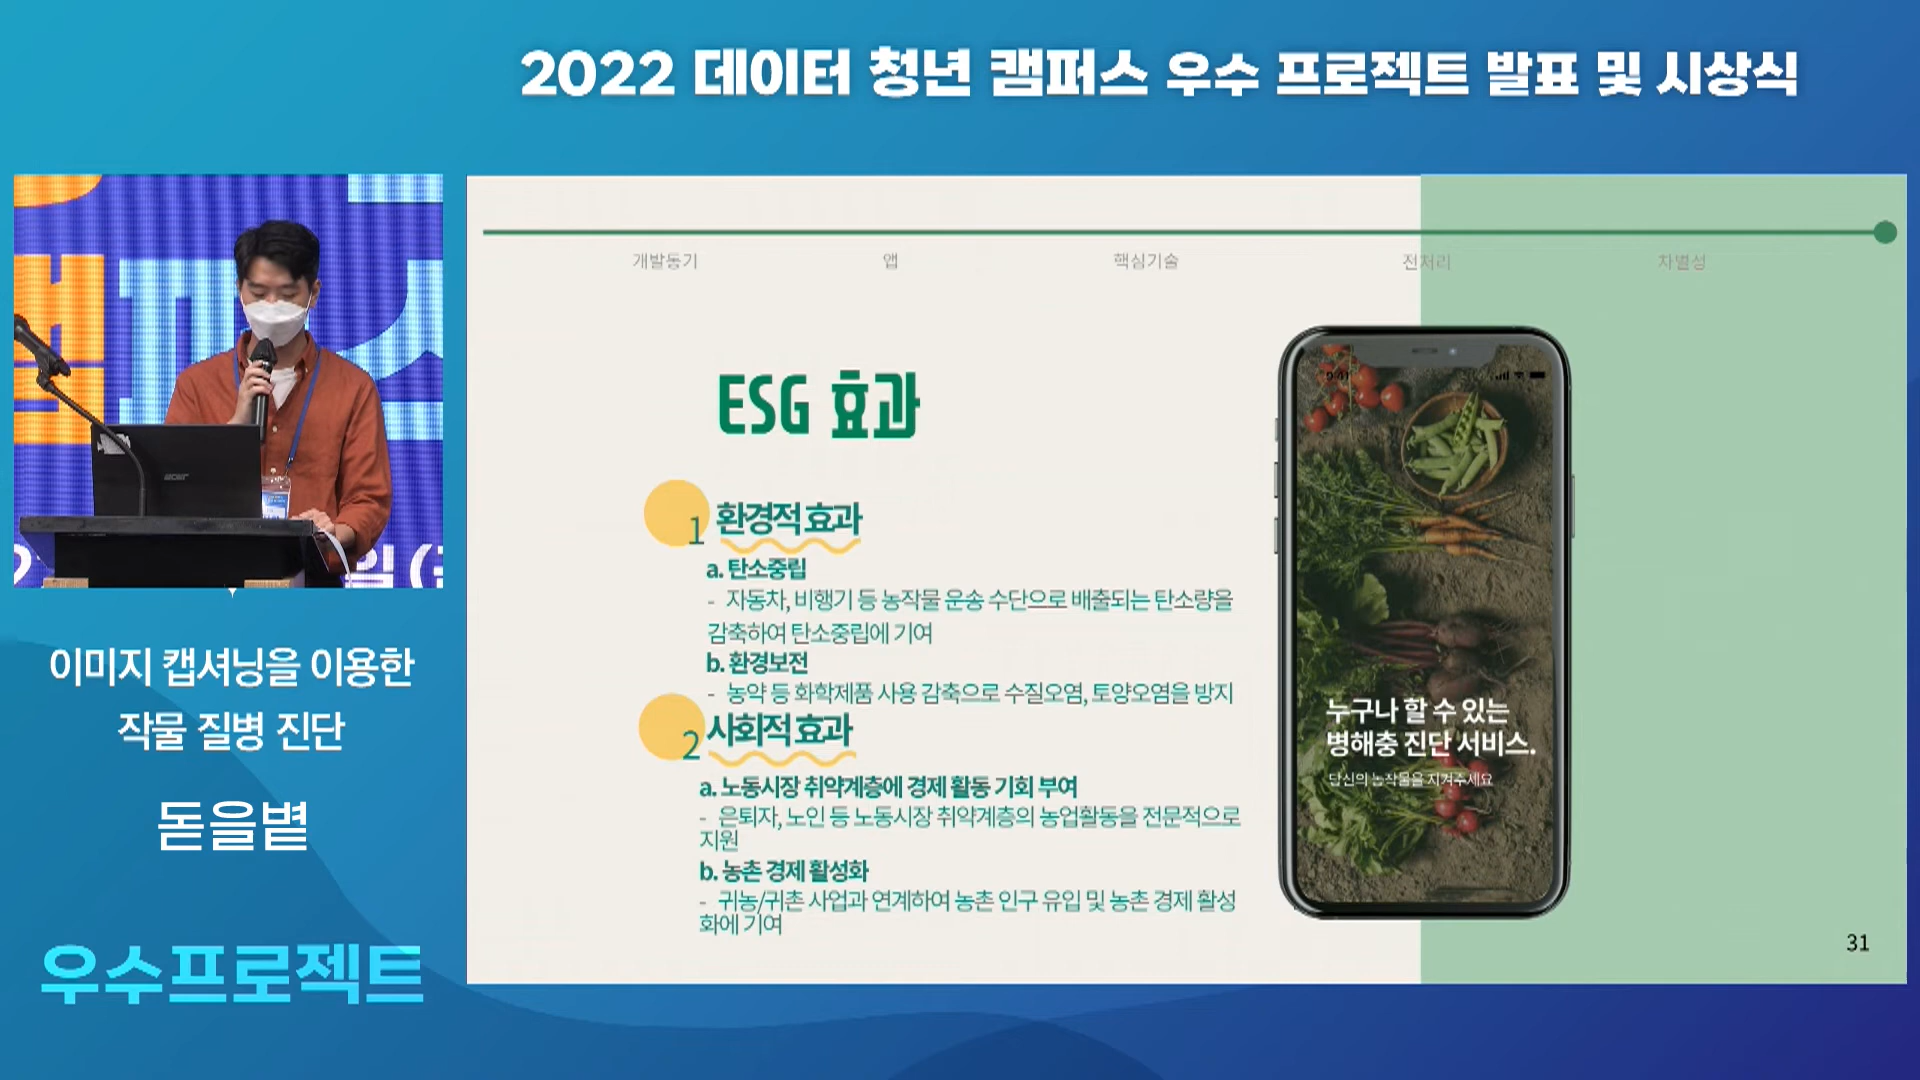 2022 데이터 청년 캠퍼스 우수 프로젝트 발표 및 시상식
이미지 캡셔닝을 이용한
작물 질병 진단
돋을볕
우수프로젝트
개발동기
앱
핵심기술
전처리
차별성
ESG 효과
1 환경적 효과
a. 탄소중립
- 자동차, 비행기 등 농작물 운송 수단으로 배출되는 탄소량을
감축하여 탄소중립에 기여
b. 환경보전
- 농약 등 화학제품 사용 감축으로 수질오염, 토양오염을 방지
2 사회적 효과
a. 노동시장 취약계층에 경제 활동 기회 부여
- 은퇴자, 노인 등 노동시장 취약계층의 농업활동을 전문적으로
지원
b. 농촌 경제 활성화
- 귀농/귀촌 사업과 연계하여 농촌 인구 유입 및 농촌 경제 활성
화에 기여
9:41
누구나 할 수 있는
병해충 진단 서비스.
당신의 농작물을 지켜주세요
31
acer